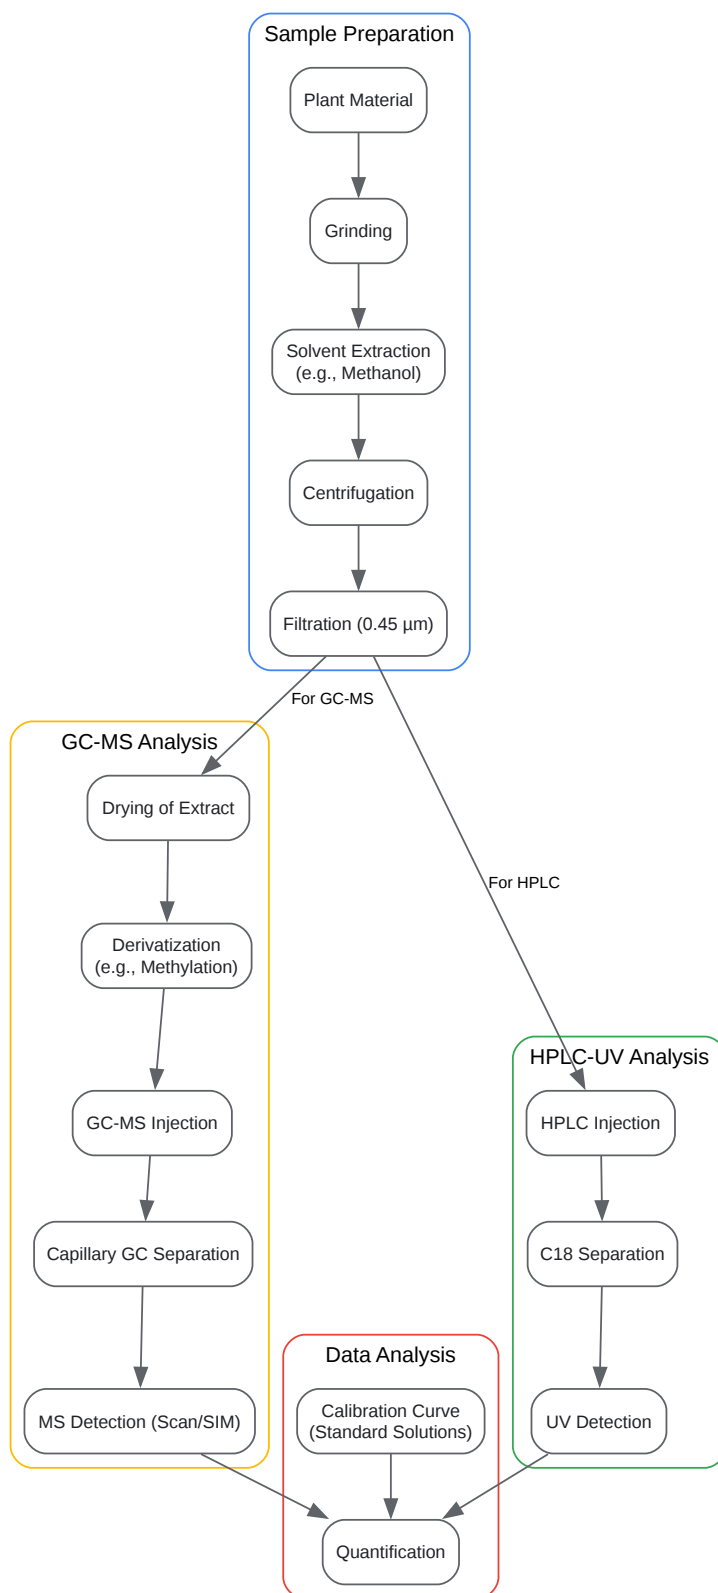 Sample Preparation
Plant Material
Grinding
Solvent Extraction
(e.g., Methanol)
Centrifugation
Filtration (0.45 µm)
For GC-MS
GC-MS Analysis
Drying of Extract
For HPLC
Derivatization
(e.g., Methylation)
HPLC-UV Analysis
GC-MS Injection
HPLC Injection
Capillary GC Separation
C18 Separation
Data Analysis
MS Detection (Scan/SIM)
Calibration Curve
(Standard Solutions)
UV Detection
Quantification